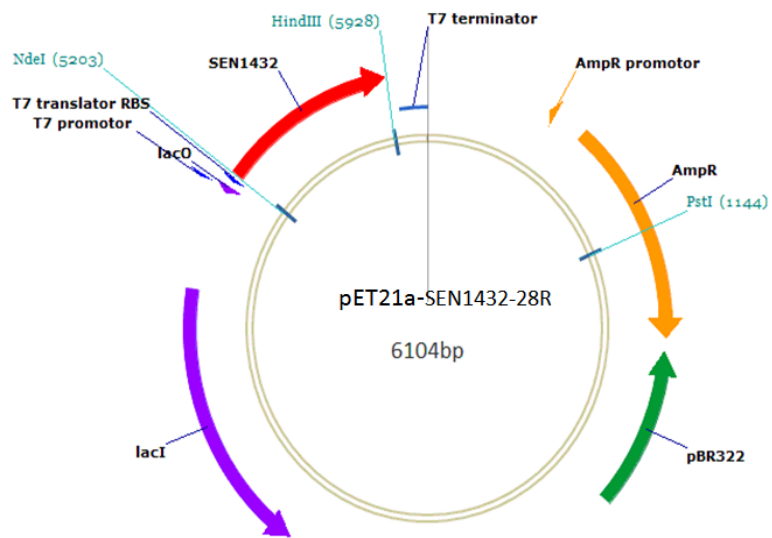 HindIII (5928)
T7 terminator
NdeI (5203)
SEN1432
AmpR promotor
T7 translator RBS
T7 promotor
lacO
AmpR
PstI (1144)
pET21a-SEN1432-28R
6104bp
lacI
pBR322